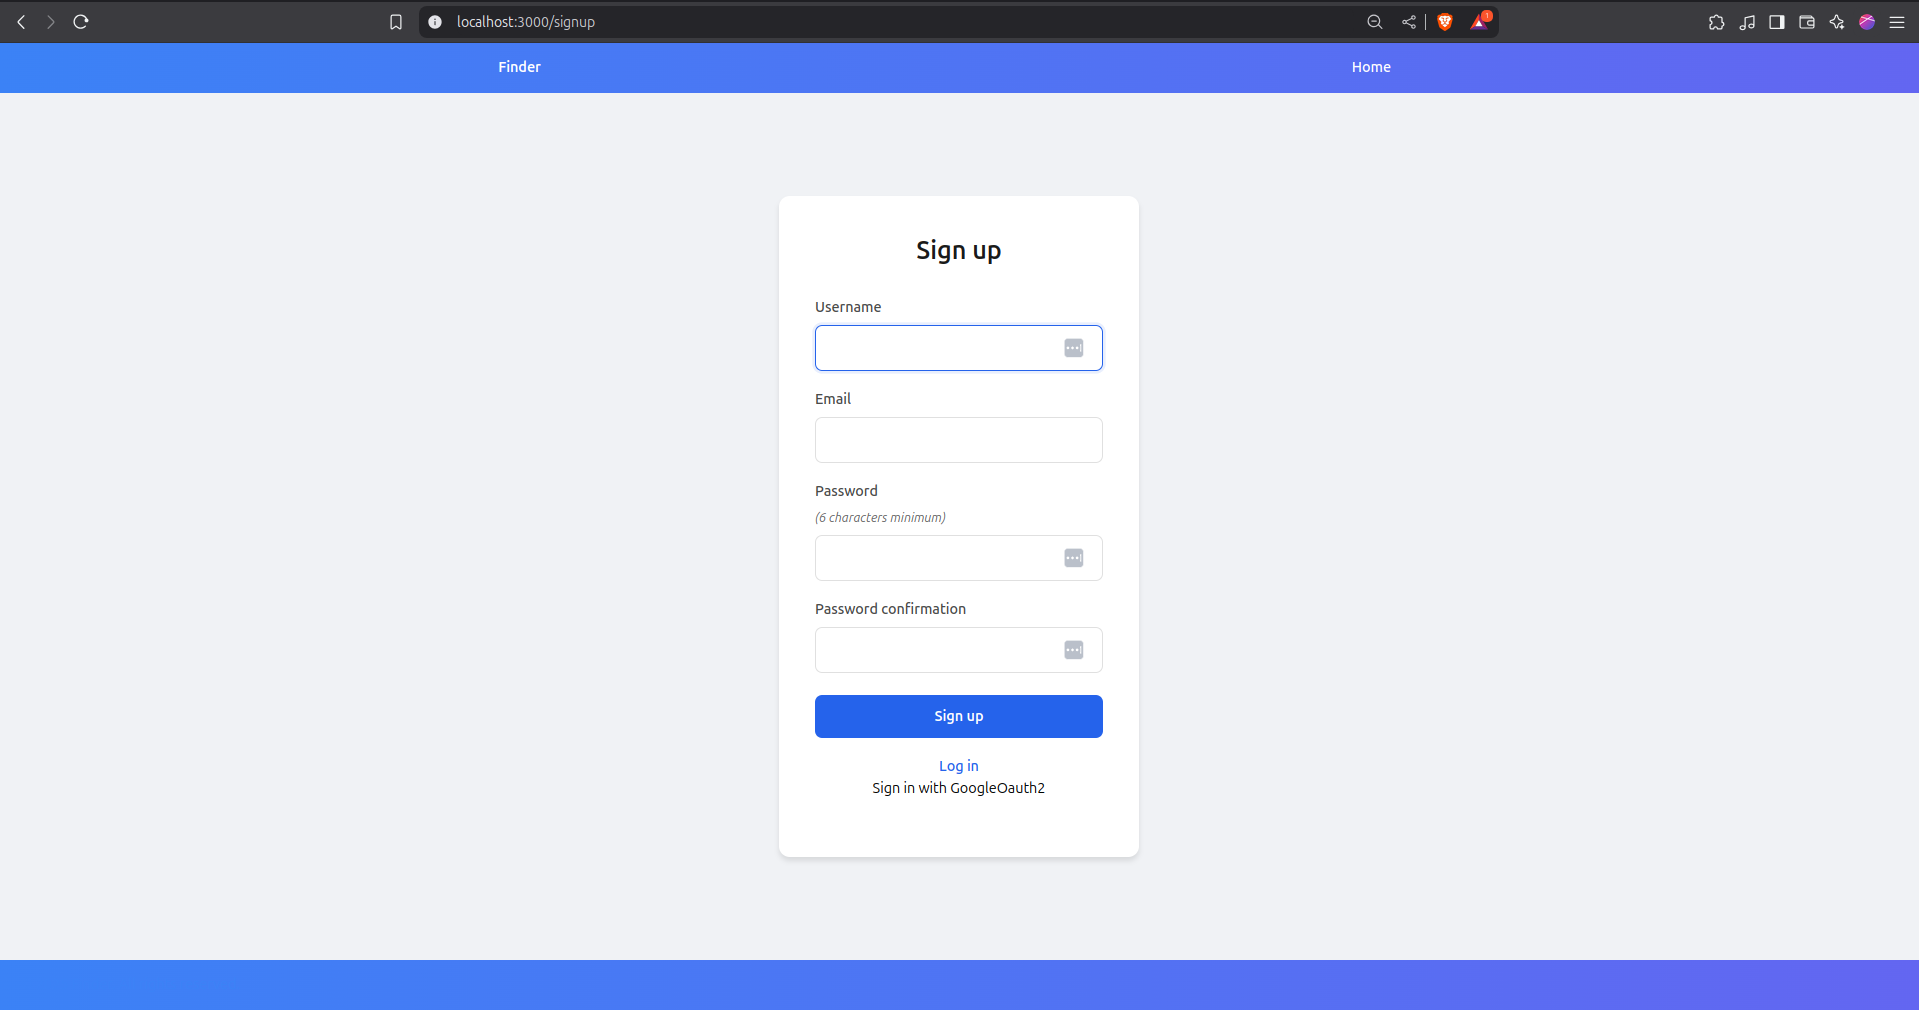 localhost:3000/signup
1
Finder
Home
Sign up
Username
Email
Password
(6 characters minimum)
Password confirmation
Sign up
Log in
Sign in with GoogleOauth2